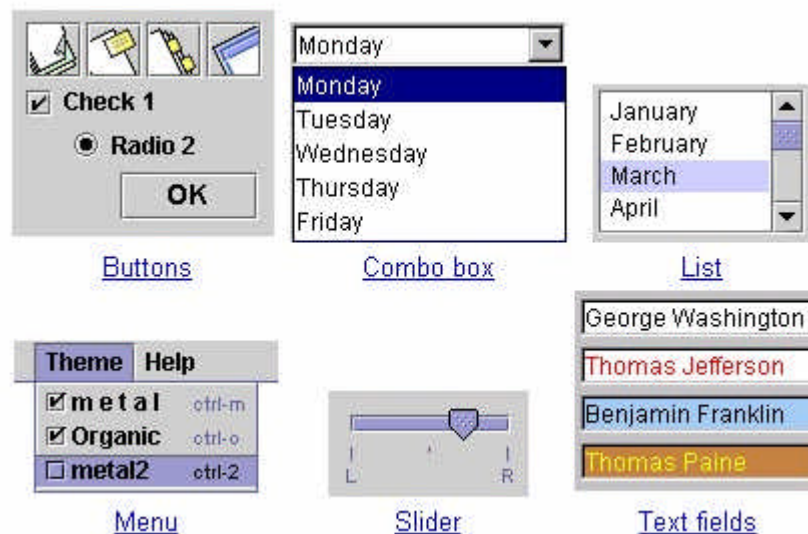 Check 1
Radio 2
OK
Buttons
Monday
Monday
Tuesday
Wednesday
Thursday
Friday
Combo box
January
February
March
April
List
Theme Help
metal ctrl-m
Organic ctrl-o
metal2 ctrl-2
Menu
L R
Slider
George Washington
Thomas Jefferson
Benjamin Franklin
Thomas Paine
Text fields